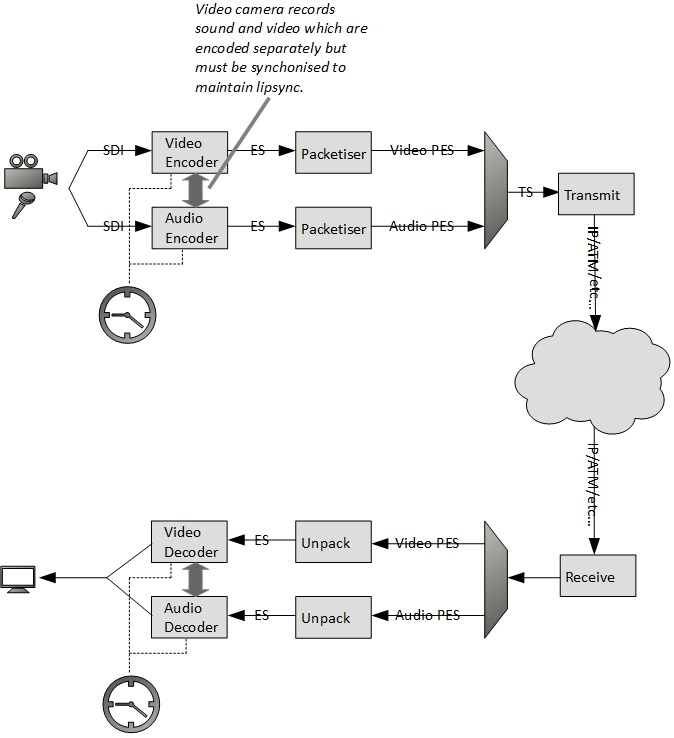 Video camera records
sound and video which are
encoded separately but
must be synchonised to
maintain lipsync.
SDI
Video
Encoder
ES
Packetiser
Video PES
TS
Transmit
SDI
Audio
Encoder
ES
Packetiser
Audio PES
IP/ATM/etc...
IP/ATM/etc...
Video
Decoder
ES
Unpack
Video PES
Receive
Audio
Decoder
ES
Unpack
Audio PES